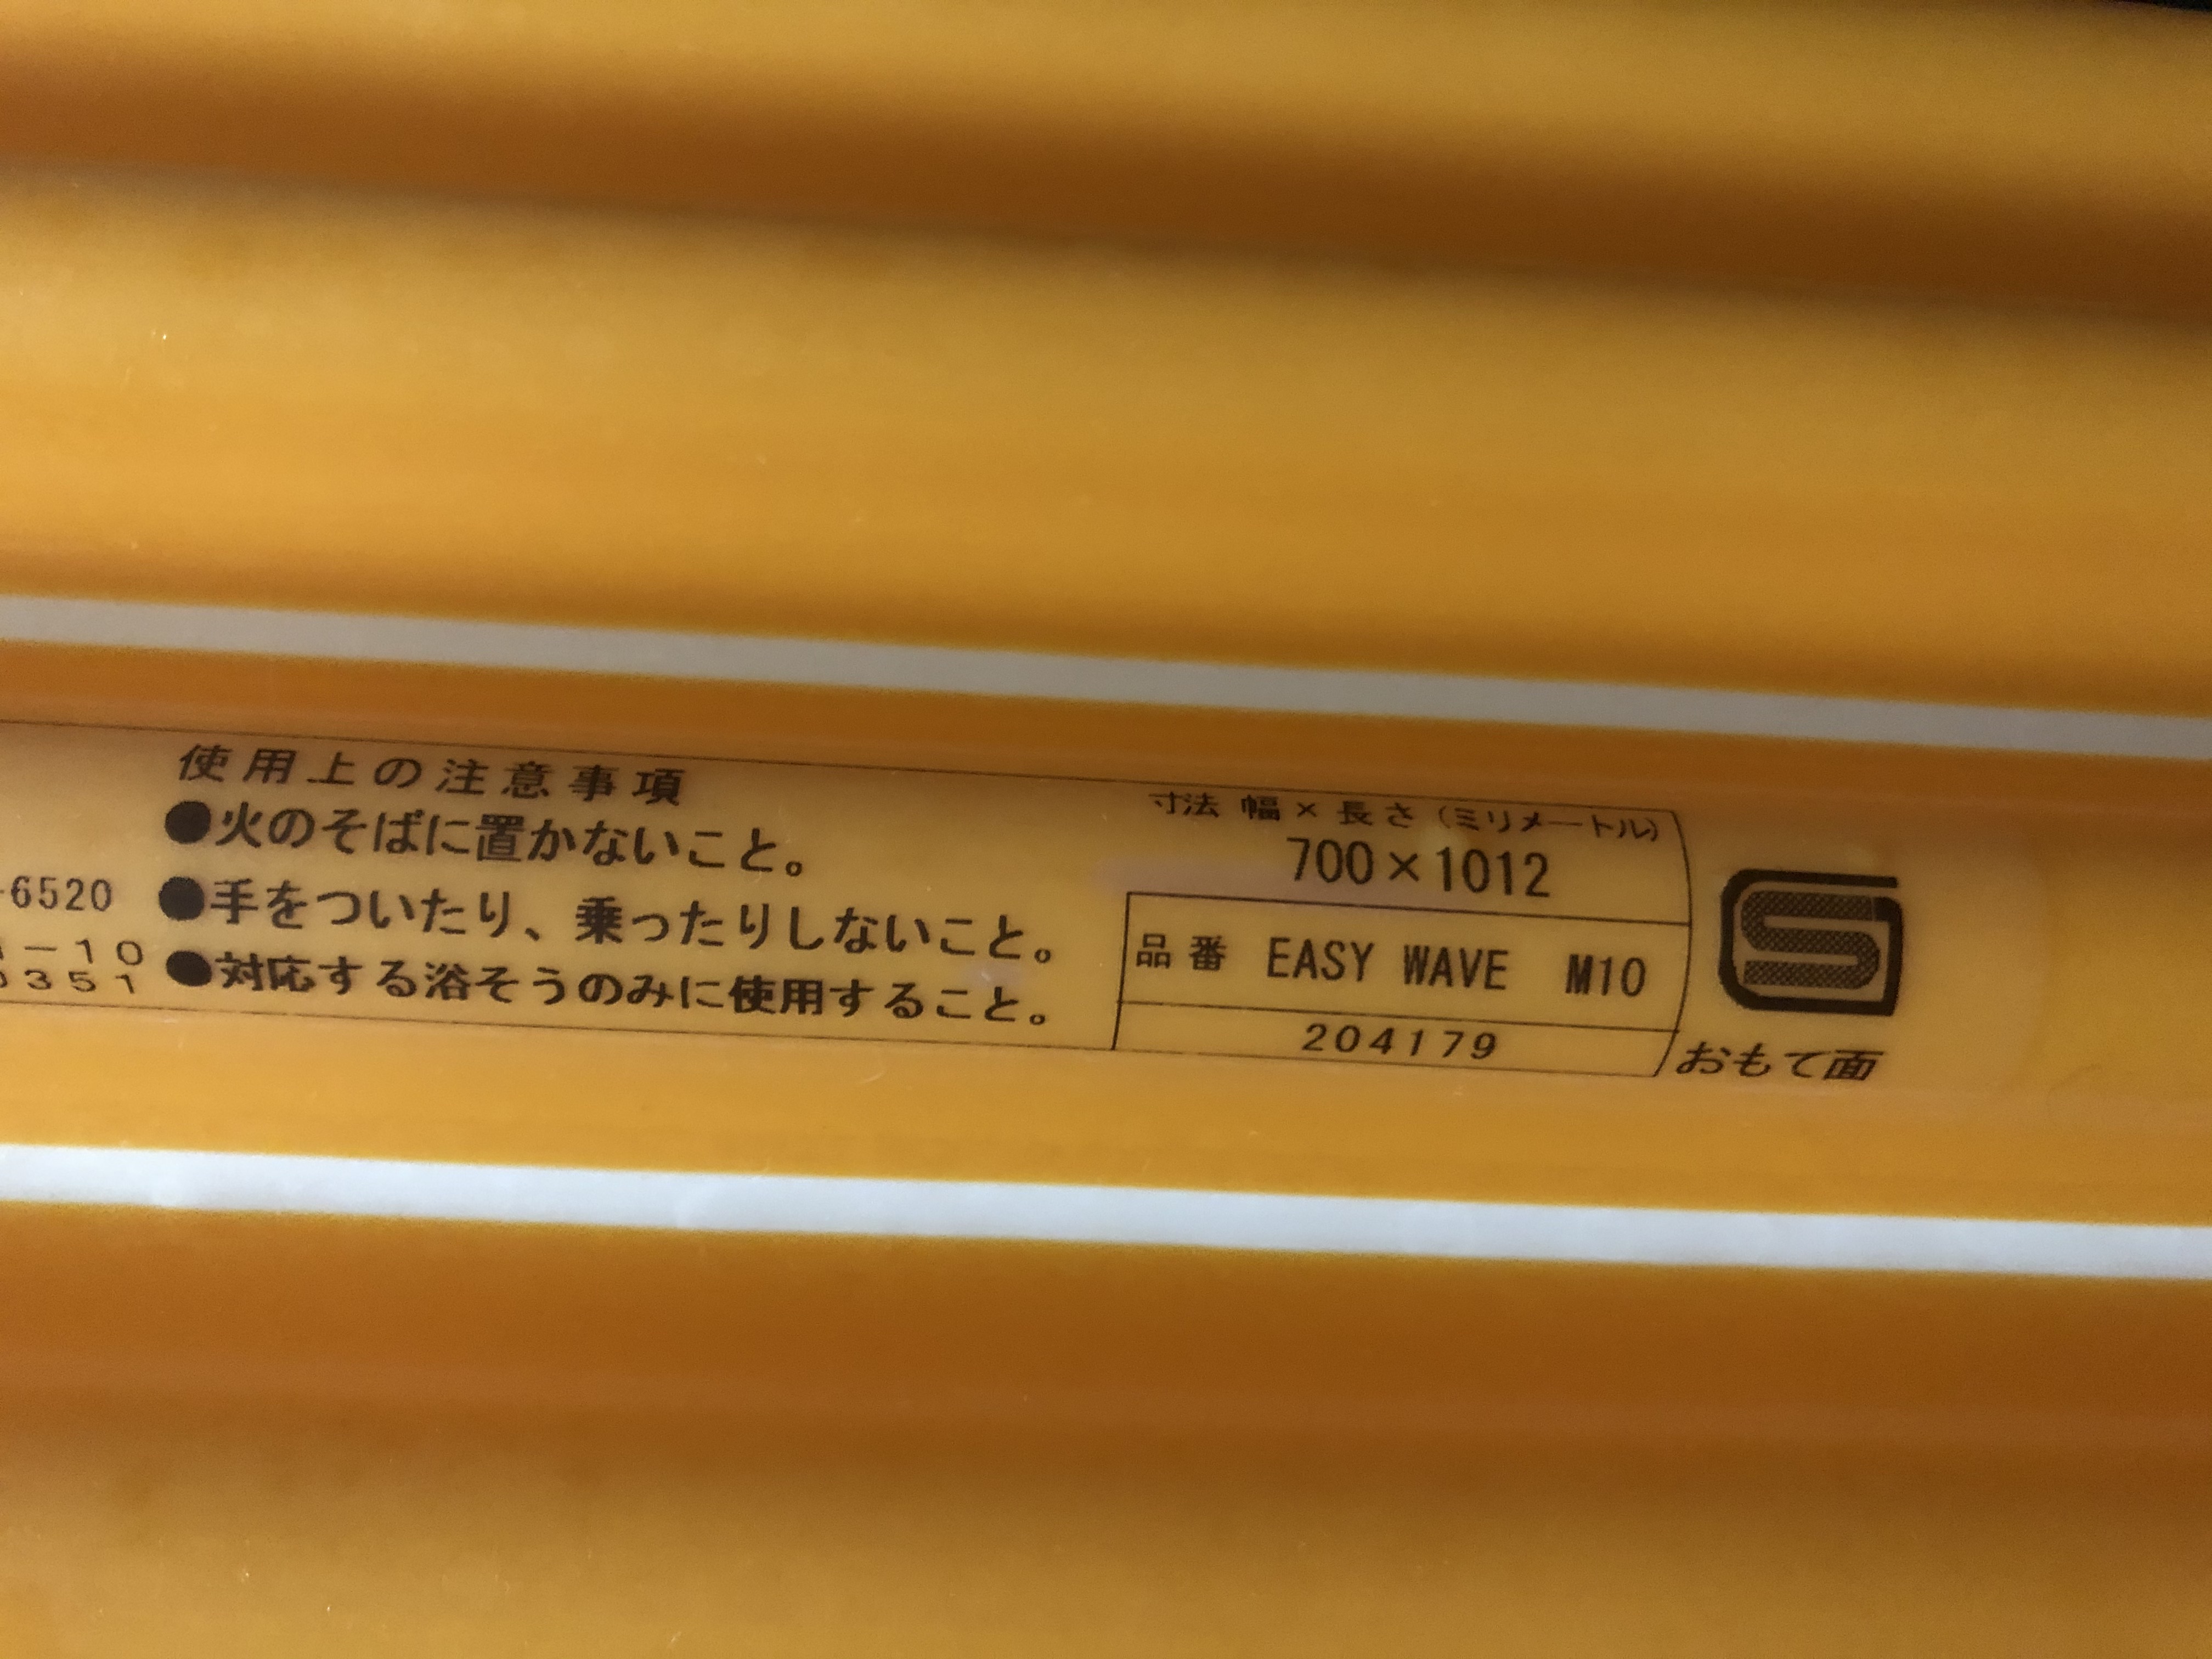 -6520
-10
351
使用上の注意事項
●火のそばに置かないこと。
●手をついたり、乗ったりしないこと。
●対応する浴そうのみに使用すること。
寸法 幅×長さ(ミリメートル)
700×1012
品番 EASY WAVE M10
204179
S
おもて面